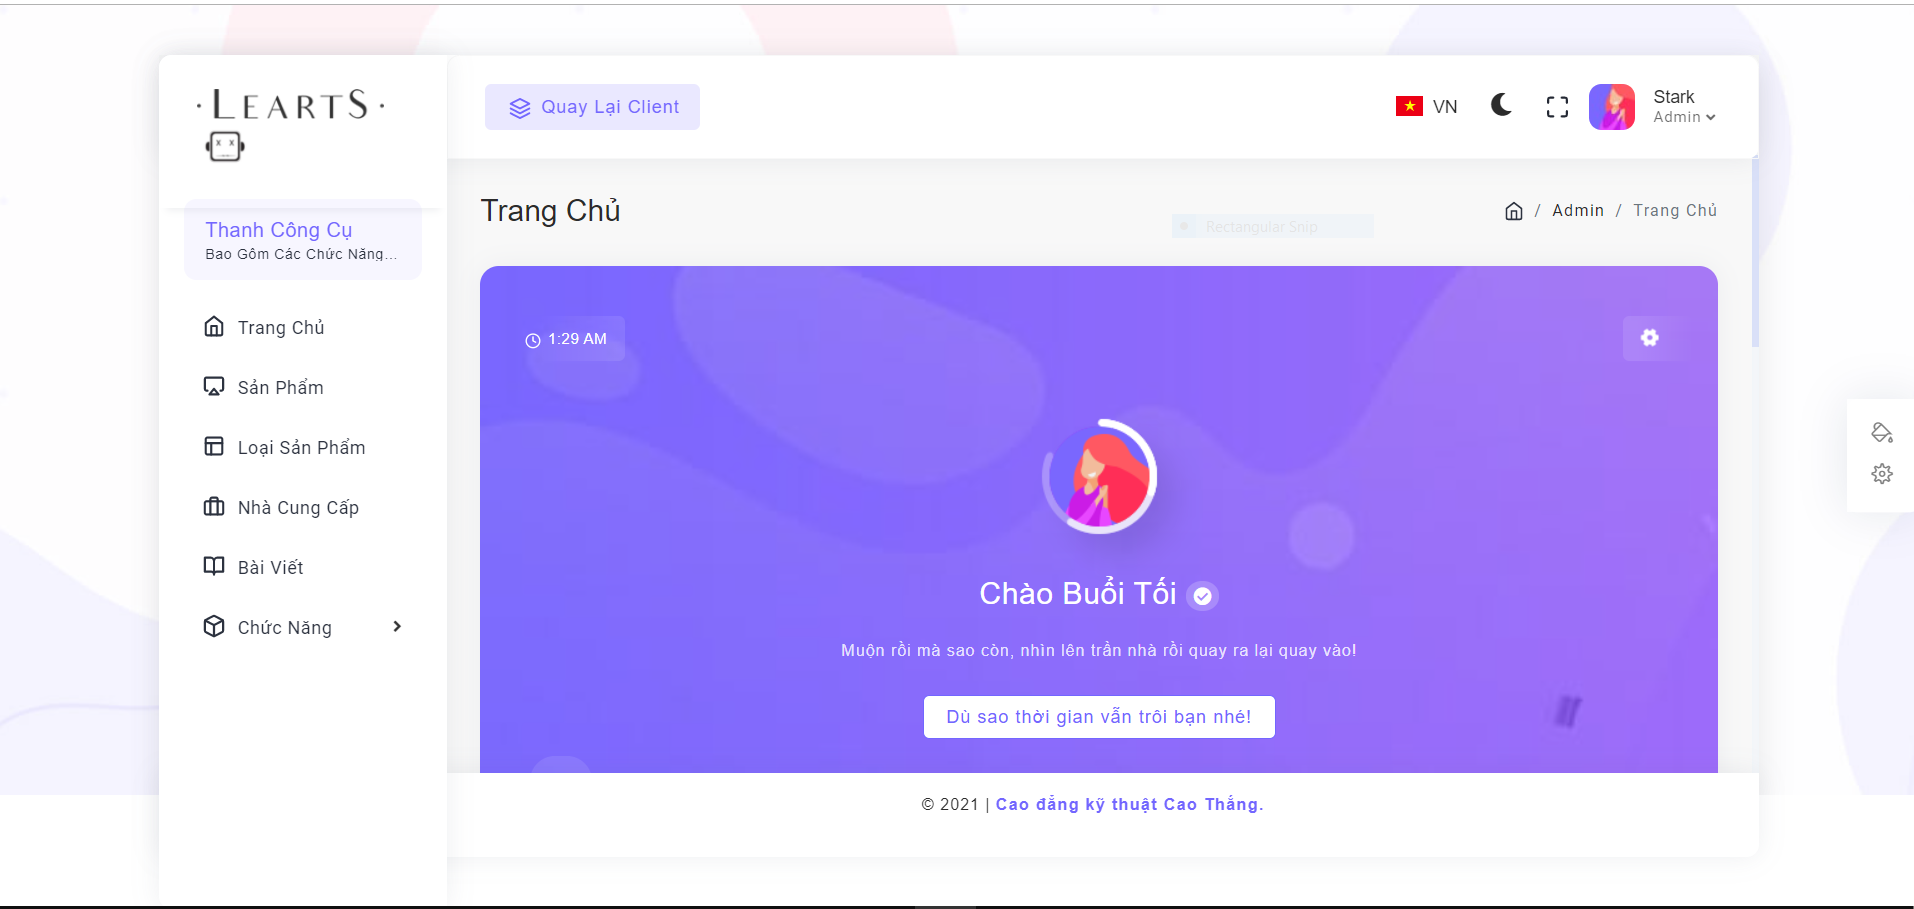 · LEARTS ·
Quay Lại Client
VN
Stark
Admin
Thanh Công Cụ
Bao Gồm Các Chức Năng...
Trang Chủ
Admin / Trang Chủ
Rectangular Snip
Trang Chủ
Sản Phẩm
Loại Sản Phẩm
Nhà Cung Cấp
Bài Viết
Chức Năng
1:29 AM
Chào Buổi Tối
Muộn rồi mà sao còn, nhìn lên trần nhà rồi quay ra lại quay vào!
Dù sao thời gian vẫn trôi bạn nhé!
© 2021 | Cao đẳng kỹ thuật Cao Thắng.